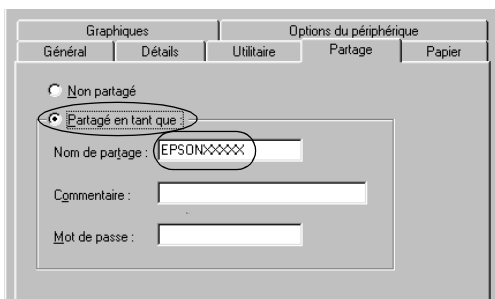 Graphiques Options du périphérique
Général Détails Utilitaire Partage Papier
Non partagé
Partagé en tant que :
Nom de partage : EPSONXXXXX
Commentaire :
Mot de passe :